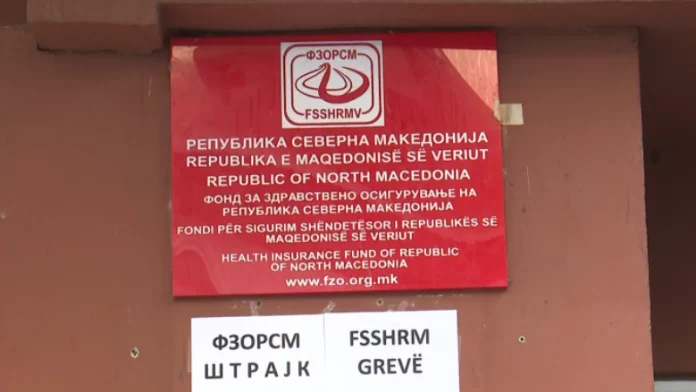 ФЗОРСМ
FSSHRMV
РЕПУБЛИКА СЕВЕРНА МАКЕДОНИЈА
REPUBLIKA E MAQEDONISË SË VERIUT
REPUBLIC OF NORTH MACEDONIA
ФОНД ЗА ЗДРАВСТВЕНО ОСИГУРУВАЊЕ НА
РЕПУБЛИКА СЕВЕРНА МАКЕДОНИЈА
FONDI PËR SIGURIM SHËNDETËSOR I REPUBLIKËS SË
MAQEDONISË SË VERIUT
HEALTH INSURANCE FUND OF REPUBLIC
OF NORTH MACEDONIA
www.fzo.org.mk
ФЗОРСМ
ШТРАЈК
FSSHRM
GREVË